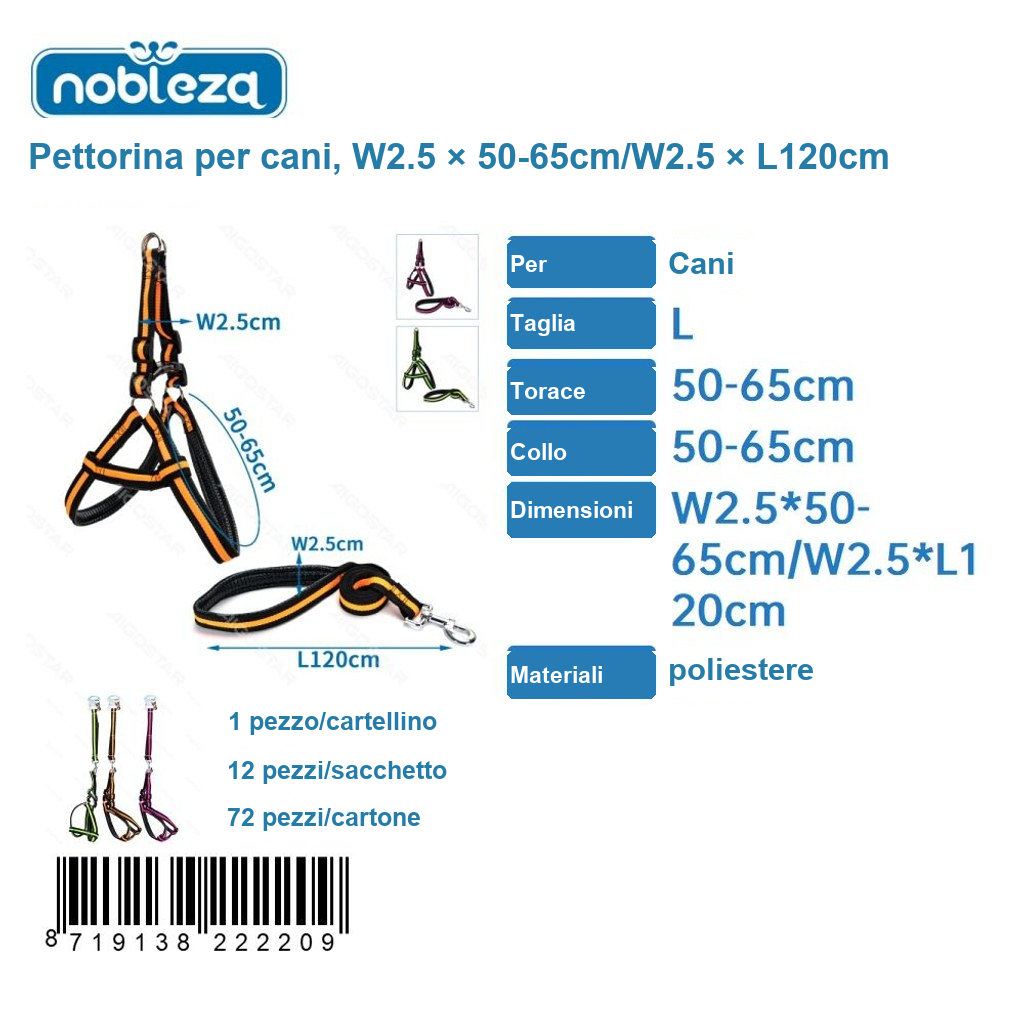 nobleza
Pettorina per cani, W2.5 × 50-65cm/W2.5 × L120cm
W2.5cm
50-65cm
W2.5cm
L120cm
Per Cani
Taglia L
Torace 50-65cm
Collo 50-65cm
Dimensioni W2.5*50-
65cm/W2.5*L1
20cm
Materiali poliestere
1 pezzo/cartellino
12 pezzi/sacchetto
72 pezzi/cartone
8 719138 222209
AIGOSTAR